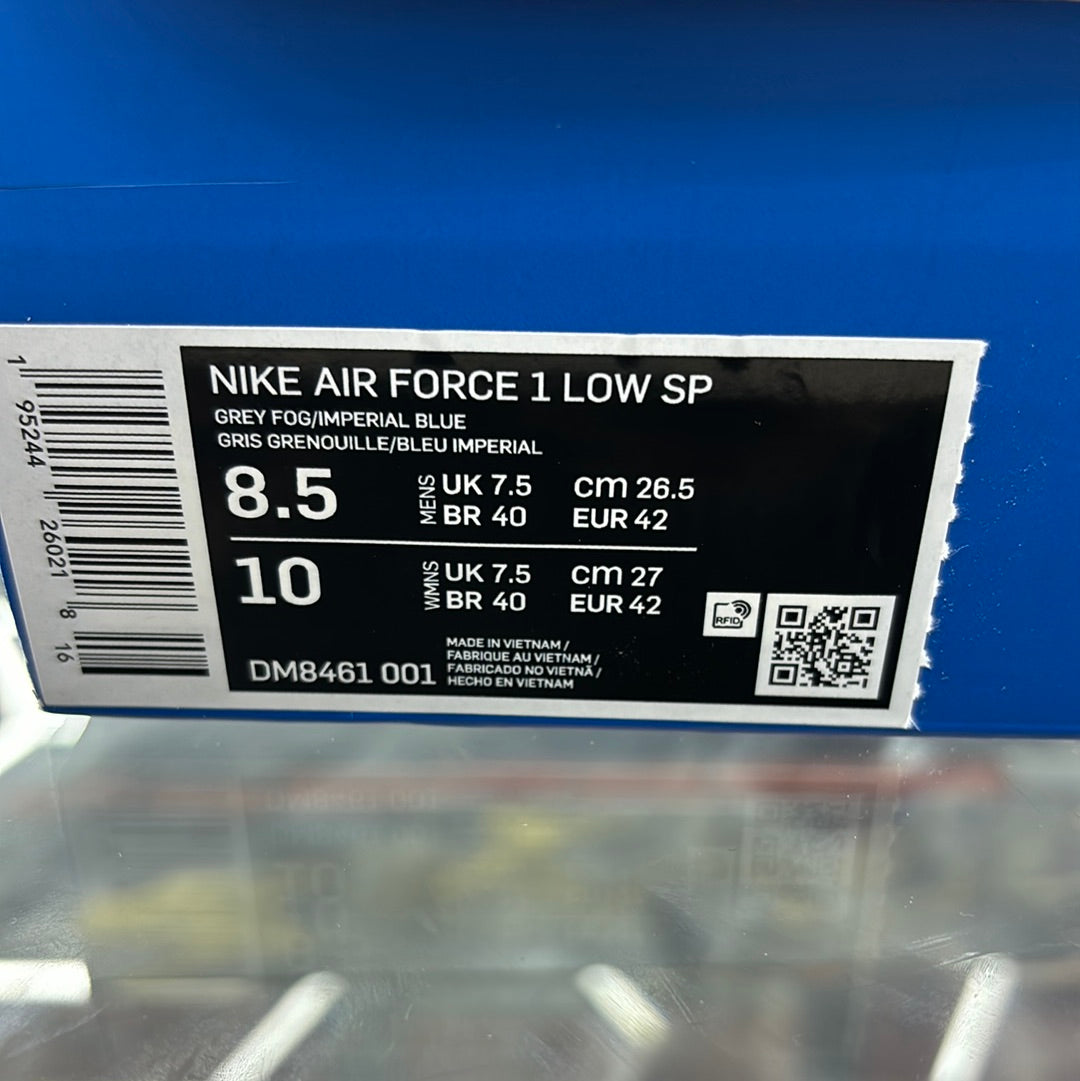 NIKE AIR FORCE 1 LOW SP
GREY FOG/IMPERIAL BLUE
GRIS GRENOUILLE/BLEU IMPERIAL
8.5 MENS UK 7.5 cm 26.5
BR 40 EUR 42
10 WMNS UK 7.5 cm 27
BR 40 EUR 42
DM8461 001
MADE IN VIETNAM /
FABRIQUE AU VIETNAM /
FABRICADO NO VIETNÃ /
HECHO EN VIETNAM
RFID
1 95244 26021 8 16